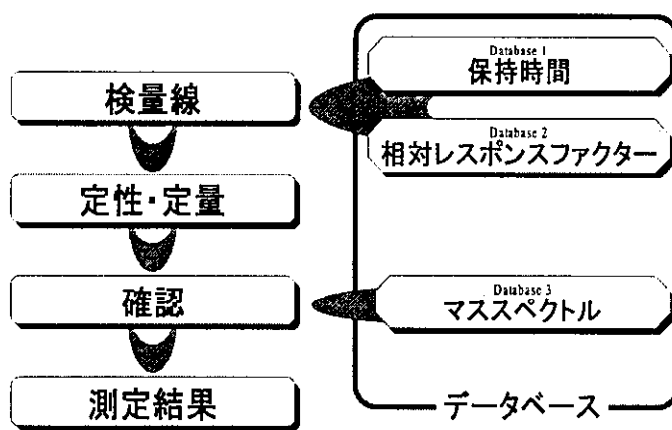 検量線
定性・定量
確認
測定結果
Database 1
保持時間
Database 2
相対レスポンスファクター
Database 3
マススペクトル
データベース